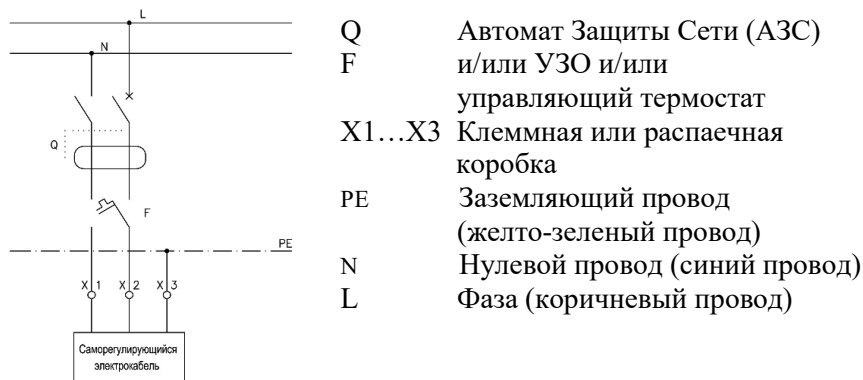 L
N
Q
F
PE
X 1 X 2 X 3
Саморегулирующийся
электрокабель
Q Автомат Защиты Сети (АЗС)
F и/или УЗО и/или
управляющий термостат
X1…X3 Клеммная или распаечная
коробка
PE Заземляющий провод
(желто-зеленый провод)
N Нулевой провод (синий провод)
L Фаза (коричневый провод)